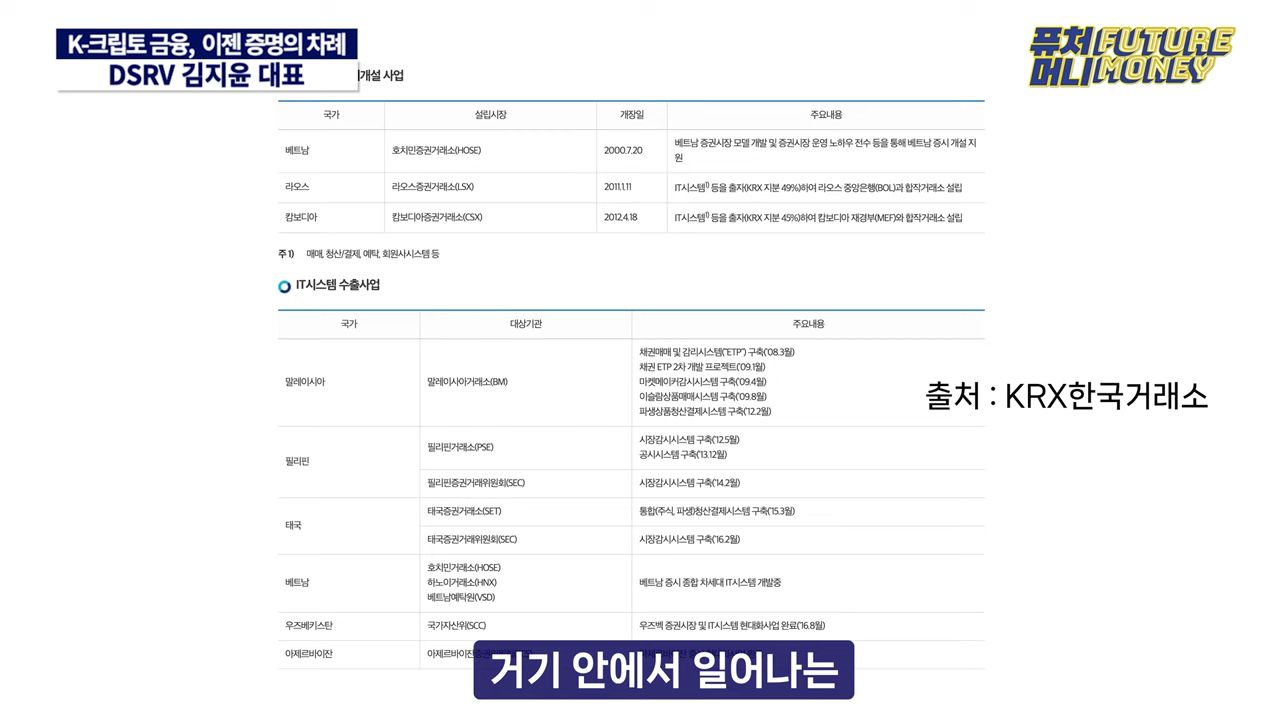 K-크립토 금융, 이젠 증명의 차례
DSRV 김지윤 대표
퓨처 FUTURE
머니 MONEY
개설 사업
국가 설립시장 개장일 주요내용
베트남 호치민증권거래소(HOSE) 2000.7.20 베트남 증권시장 모델 개발 및 증권시장 운영 노하우 전수 등을 통해 베트남 증시 개설 지
원
라오스 라오스증권거래소(LSX) 2011.1.11 IT시스템1) 등을 출자(KRX 지분 49%)하여 라오스 중앙은행(BOL)과 합작거래소 설립
캄보디아 캄보디아증권거래소(CSX) 2012.4.18 IT시스템1) 등을 출자(KRX 지분 45%)하여 캄보디아 재경부(MEF)와 합작거래소 설립
주 1) 매매, 청산/결제, 예탁, 회원사시스템 등
IT시스템 수출사업
국가 대상기관 주요내용
말레이시아 말레이사아거래소(BM)
채권매매 및 감리시스템("ETP") 구축('08.3월)
채권 ETP 2차 개발 프로젝트('09.1월)
마켓메이커감시시스템 구축('09.4월)
이슬람상품매매시스템 구축('09.8월)
파생상품청산결제시스템 구축('12.2월)
출처 : KRX한국거래소
필리핀 필리핀거래소(PSE)
시장감시시스템 구축('12.5월)
공시시스템 구축('13.12월)
필리핀증권거래위원회(SEC) 시장감시시스템 구축('14.2월)
태국 태국증권거래소(SET) 통합(주식, 파생)청산결제시스템 구축('15.3월)
태국증권거래위원회(SEC) 시장감시시스템 구축('16.2월)
베트남
호치민거래소(HOSE)
하노이거래소(HNX)
베트남예탁원(VSD)
베트남 증시 종합 차세대 IT시스템 개발중
우즈베키스탄 국가자산위(SCC) 우즈벡 증권시장 및 IT시스템 현대화사업 완료('16.8월)
아제르바이잔 아제르바이잔
거기 안에서 일어나는